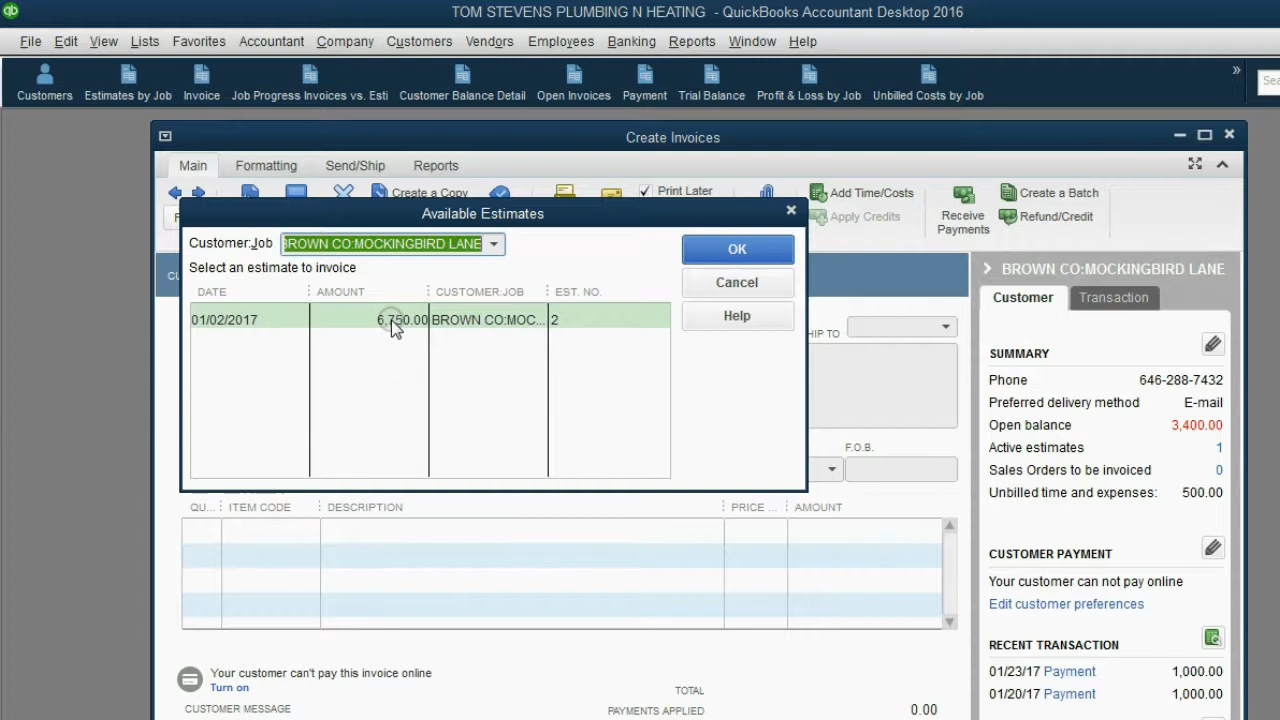 TOM STEVENS PLUMBING N HEATING - QuickBooks Accountant Desktop 2016
File Edit View Lists Favorites Accountant Company Customers Vendors Employees Banking Reports Window Help
Customers Estimates by Job Invoice Job Progress Invoices vs. Esti Customer Balance Detail Open Invoices Payment Trial Balance Profit & Loss by Job Unbilled Costs by Job
Create Invoices
Main Formatting Send/Ship Reports
Create a Copy Print Later Add Time/Costs Create a Batch
Apply Credits Receive Payments Refund/Credit
Available Estimates
Customer:Job BROWN CO:MOCKINGBIRD LANE
Select an estimate to invoice
DATE AMOUNT CUSTOMER:JOB EST. NO.
01/02/2017 6,750.00 BROWN CO:MOC... 2
OK
Cancel
Help
F.O.B.
QU... ITEM CODE DESCRIPTION PRICE ... AMOUNT
Your customer can't pay this invoice online
Turn on
CUSTOMER MESSAGE
TOTAL
PAYMENTS APPLIED 0.00
BROWN CO:MOCKINGBIRD LANE
Customer Transaction
SUMMARY
Phone 646-288-7432
Preferred delivery method E-mail
Open balance 3,400.00
Active estimates 1
Sales Orders to be invoiced 0
Unbilled time and expenses: 500.00
CUSTOMER PAYMENT
Your customer can not pay online
Edit customer preferences
RECENT TRANSACTION
01/23/17 Payment 1,000.00
01/20/17 Payment 1,000.00